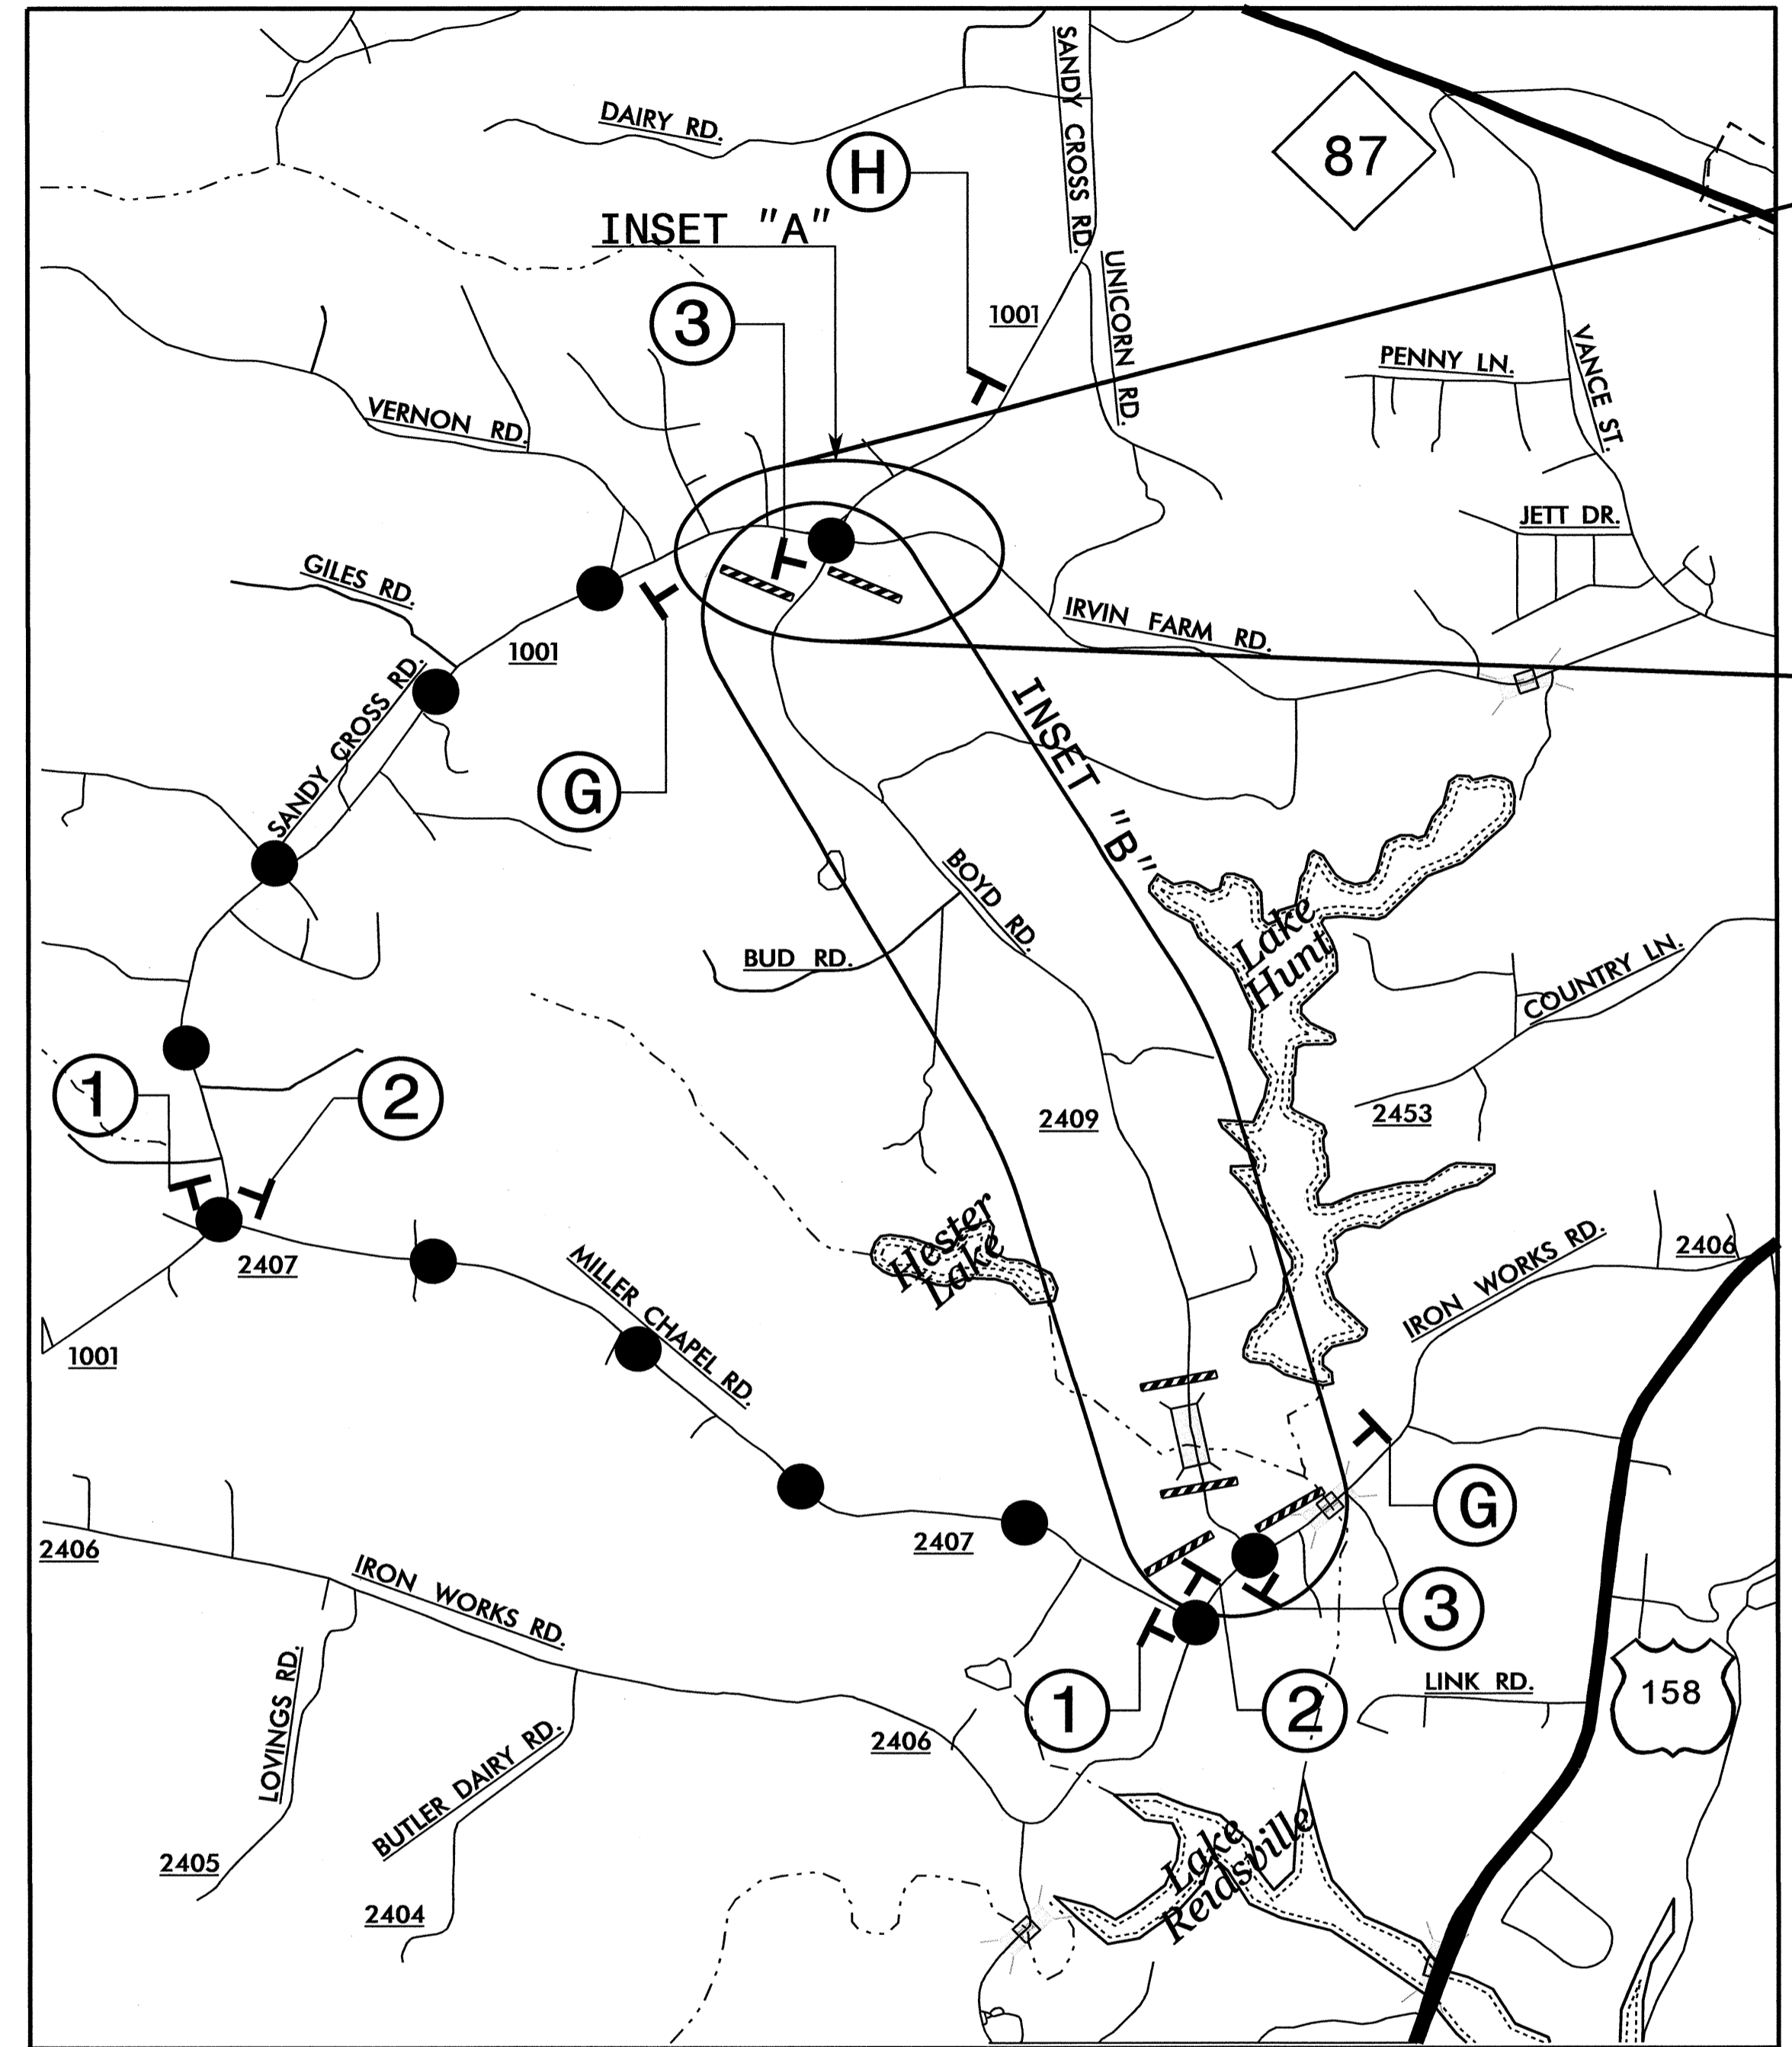 SANDY CROSS RD.
DAIRY RD.
87
H
INSET "A"
UNICORN RD.
1001
3
VANCE ST.
PENNY LN.
VERNON RD.
JETT DR.
GILES RD.
IRVIN FARM RD.
1001
SANDY CROSS RD.
INSET "B"
G
BOYD RD.
Lake
Hunt
BUD RD.
COUNTRY LN.
1
2
2409
2453
Hester
Lake
IRON WORKS RD.
2406
2407
MILLER CHAPEL RD.
1001
G
2407
2406
IRON WORKS RD.
3
LOVINGS RD.
LINK RD.
158
1
2
2406
BUTLER DAIRY RD.
Lake
Reidsville
2405
2404